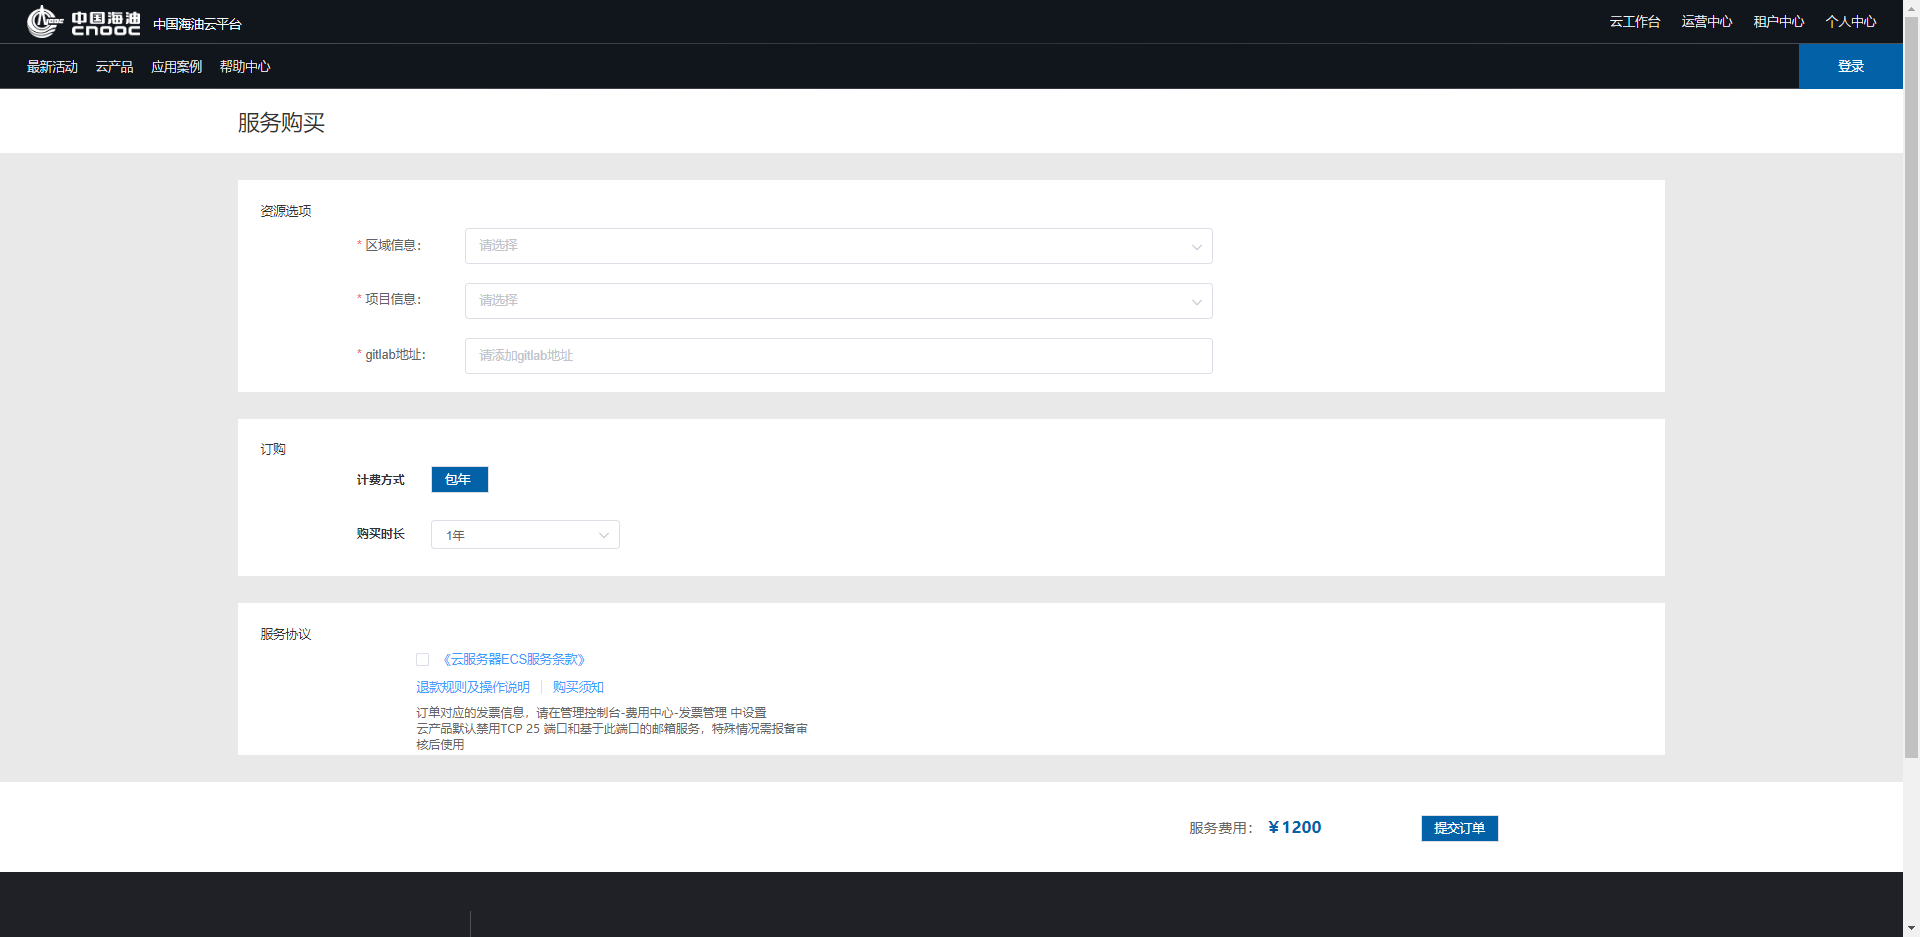 中国海油
CNOOC
中国海油云平台
云工作台 运营中心 租户中心 个人中心
最新活动 云产品 应用案例 帮助中心
登录
服务购买
资源选项
* 区域信息：
请选择
* 项目信息：
请选择
* gitlab地址：
请添加gitlab地址
订购
计费方式 包年
购买时长 1年
服务协议
《云服务器ECS服务条款》
退款规则及操作说明 购买须知
订单对应的发票信息，请在管理控制台-费用中心-发票管理 中设置
云产品默认禁用TCP 25 端口和基于此端口的邮箱服务，特殊情况需报备审
核后使用
服务费用： ¥1200 提交订单